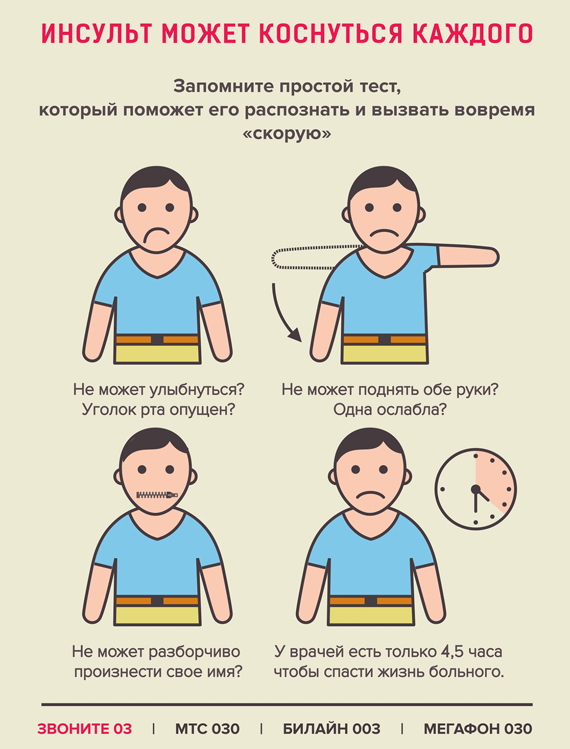 ИНСУЛЬТ МОЖЕТ КОСНУТЬСЯ КАЖДОГО
Запомните простой тест,
который поможет его распознать и вызвать вовремя
«скорую»
Не может улыбнуться?
Уголок рта опущен?
Не может поднять обе руки?
Одна ослабла?
Не может разборчиво
произнести свое имя?
У врачей есть только 4,5 часа
чтобы спасти жизнь больного.
ЗВОНИТЕ 03 | МТС 030 | БИЛАЙН 003 | МЕГАФОН 030